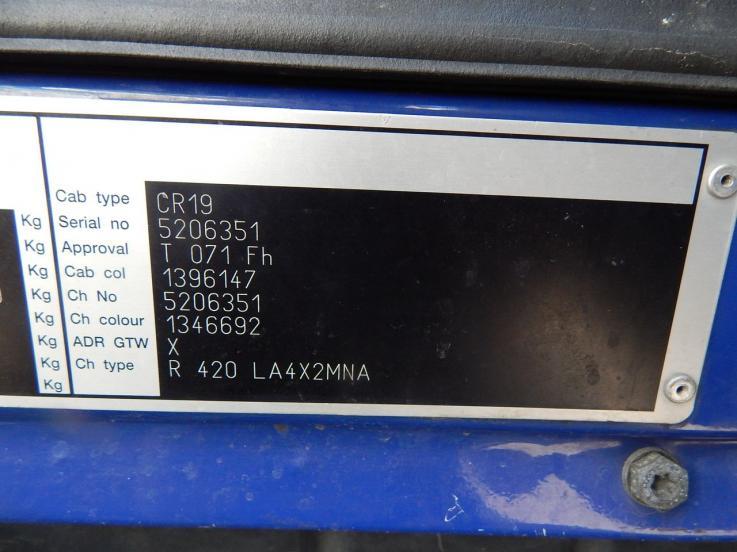 Cab type CR19
Kg Serial no 5206351
Kg Approval T 071 Fh
Kg Cab col 1396147
Kg Ch No 5206351
Kg Ch colour 1346692
Kg ADR GTW X
Kg Ch type R 420 LA4X2MNA
Kg